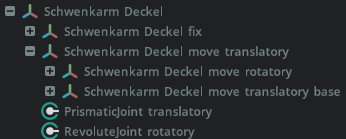 Schwenkarm Deckel
Schwenkarm Deckel fix
Schwenkarm Deckel move translatory
Schwenkarm Deckel move rotatory
Schwenkarm Deckel move translatory base
PrismaticJoint translatory
RevoluteJoint rotatory